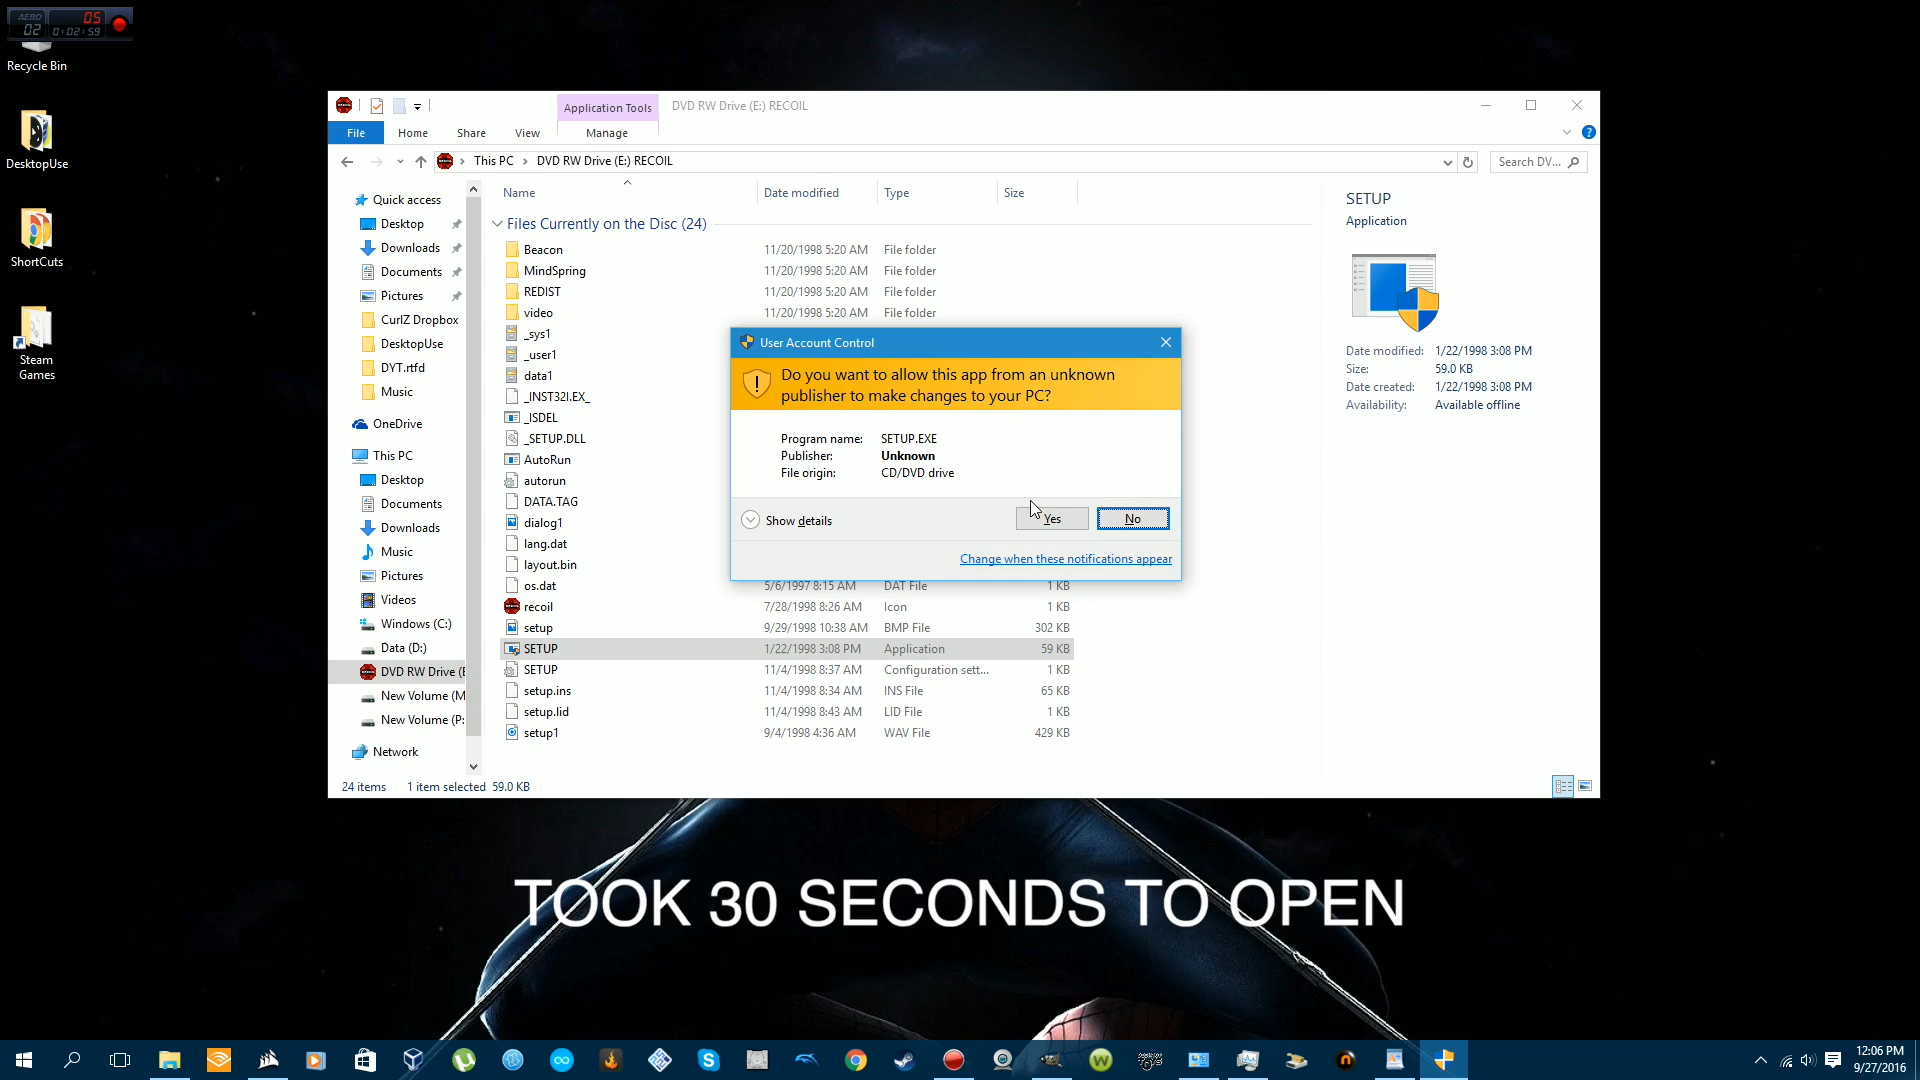 AERO
02
05
0:02:59
Recycle Bin
DesktopUse
ShortCuts
Steam
Games
Application Tools
DVD RW Drive (E:) RECOIL
File
Home
Share
View
Manage
This PC
DVD RW Drive (E:) RECOIL
Search DV...
Quick access
Desktop
Downloads
Documents
Pictures
CurlZ Dropbox
DesktopUse
DYT.rtfd
Music
OneDrive
This PC
Desktop
Documents
Downloads
Music
Pictures
Videos
Windows (C:)
Data (D:)
DVD RW Drive (E
New Volume (M
New Volume (P:
Network
Name Date modified Type Size
Files Currently on the Disc (24)
Beacon 11/20/1998 5:20 AM File folder
MindSpring 11/20/1998 5:20 AM File folder
REDIST 11/20/1998 5:20 AM File folder
video 11/20/1998 5:20 AM File folder
_sys1
_user1
data1
_INST32I.EX_
_ISDEL
_SETUP.DLL
AutoRun
autorun
DATA.TAG
dialog1
lang.dat
layout.bin
os.dat 5/6/1997 8:15 AM DAT File 1 KB
recoil 7/28/1998 8:26 AM Icon 1 KB
setup 9/29/1998 10:38 AM BMP File 302 KB
SETUP 1/22/1998 3:08 PM Application 59 KB
SETUP 11/4/1998 8:37 AM Configuration sett... 1 KB
setup.ins 11/4/1998 8:34 AM INS File 65 KB
setup.lid 11/4/1998 8:43 AM LID File 1 KB
setup1 9/4/1998 4:36 AM WAV File 429 KB
User Account Control
Do you want to allow this app from an unknown
publisher to make changes to your PC?
Program name: SETUP.EXE
Publisher: Unknown
File origin: CD/DVD drive
Show details
Yes
No
Change when these notifications appear
SETUP
Application
Date modified: 1/22/1998 3:08 PM
Size: 59.0 KB
Date created: 1/22/1998 3:08 PM
Availability: Available offline
24 items 1 item selected 59.0 KB
TOOK 30 SECONDS TO OPEN
12:06 PM
9/27/2016